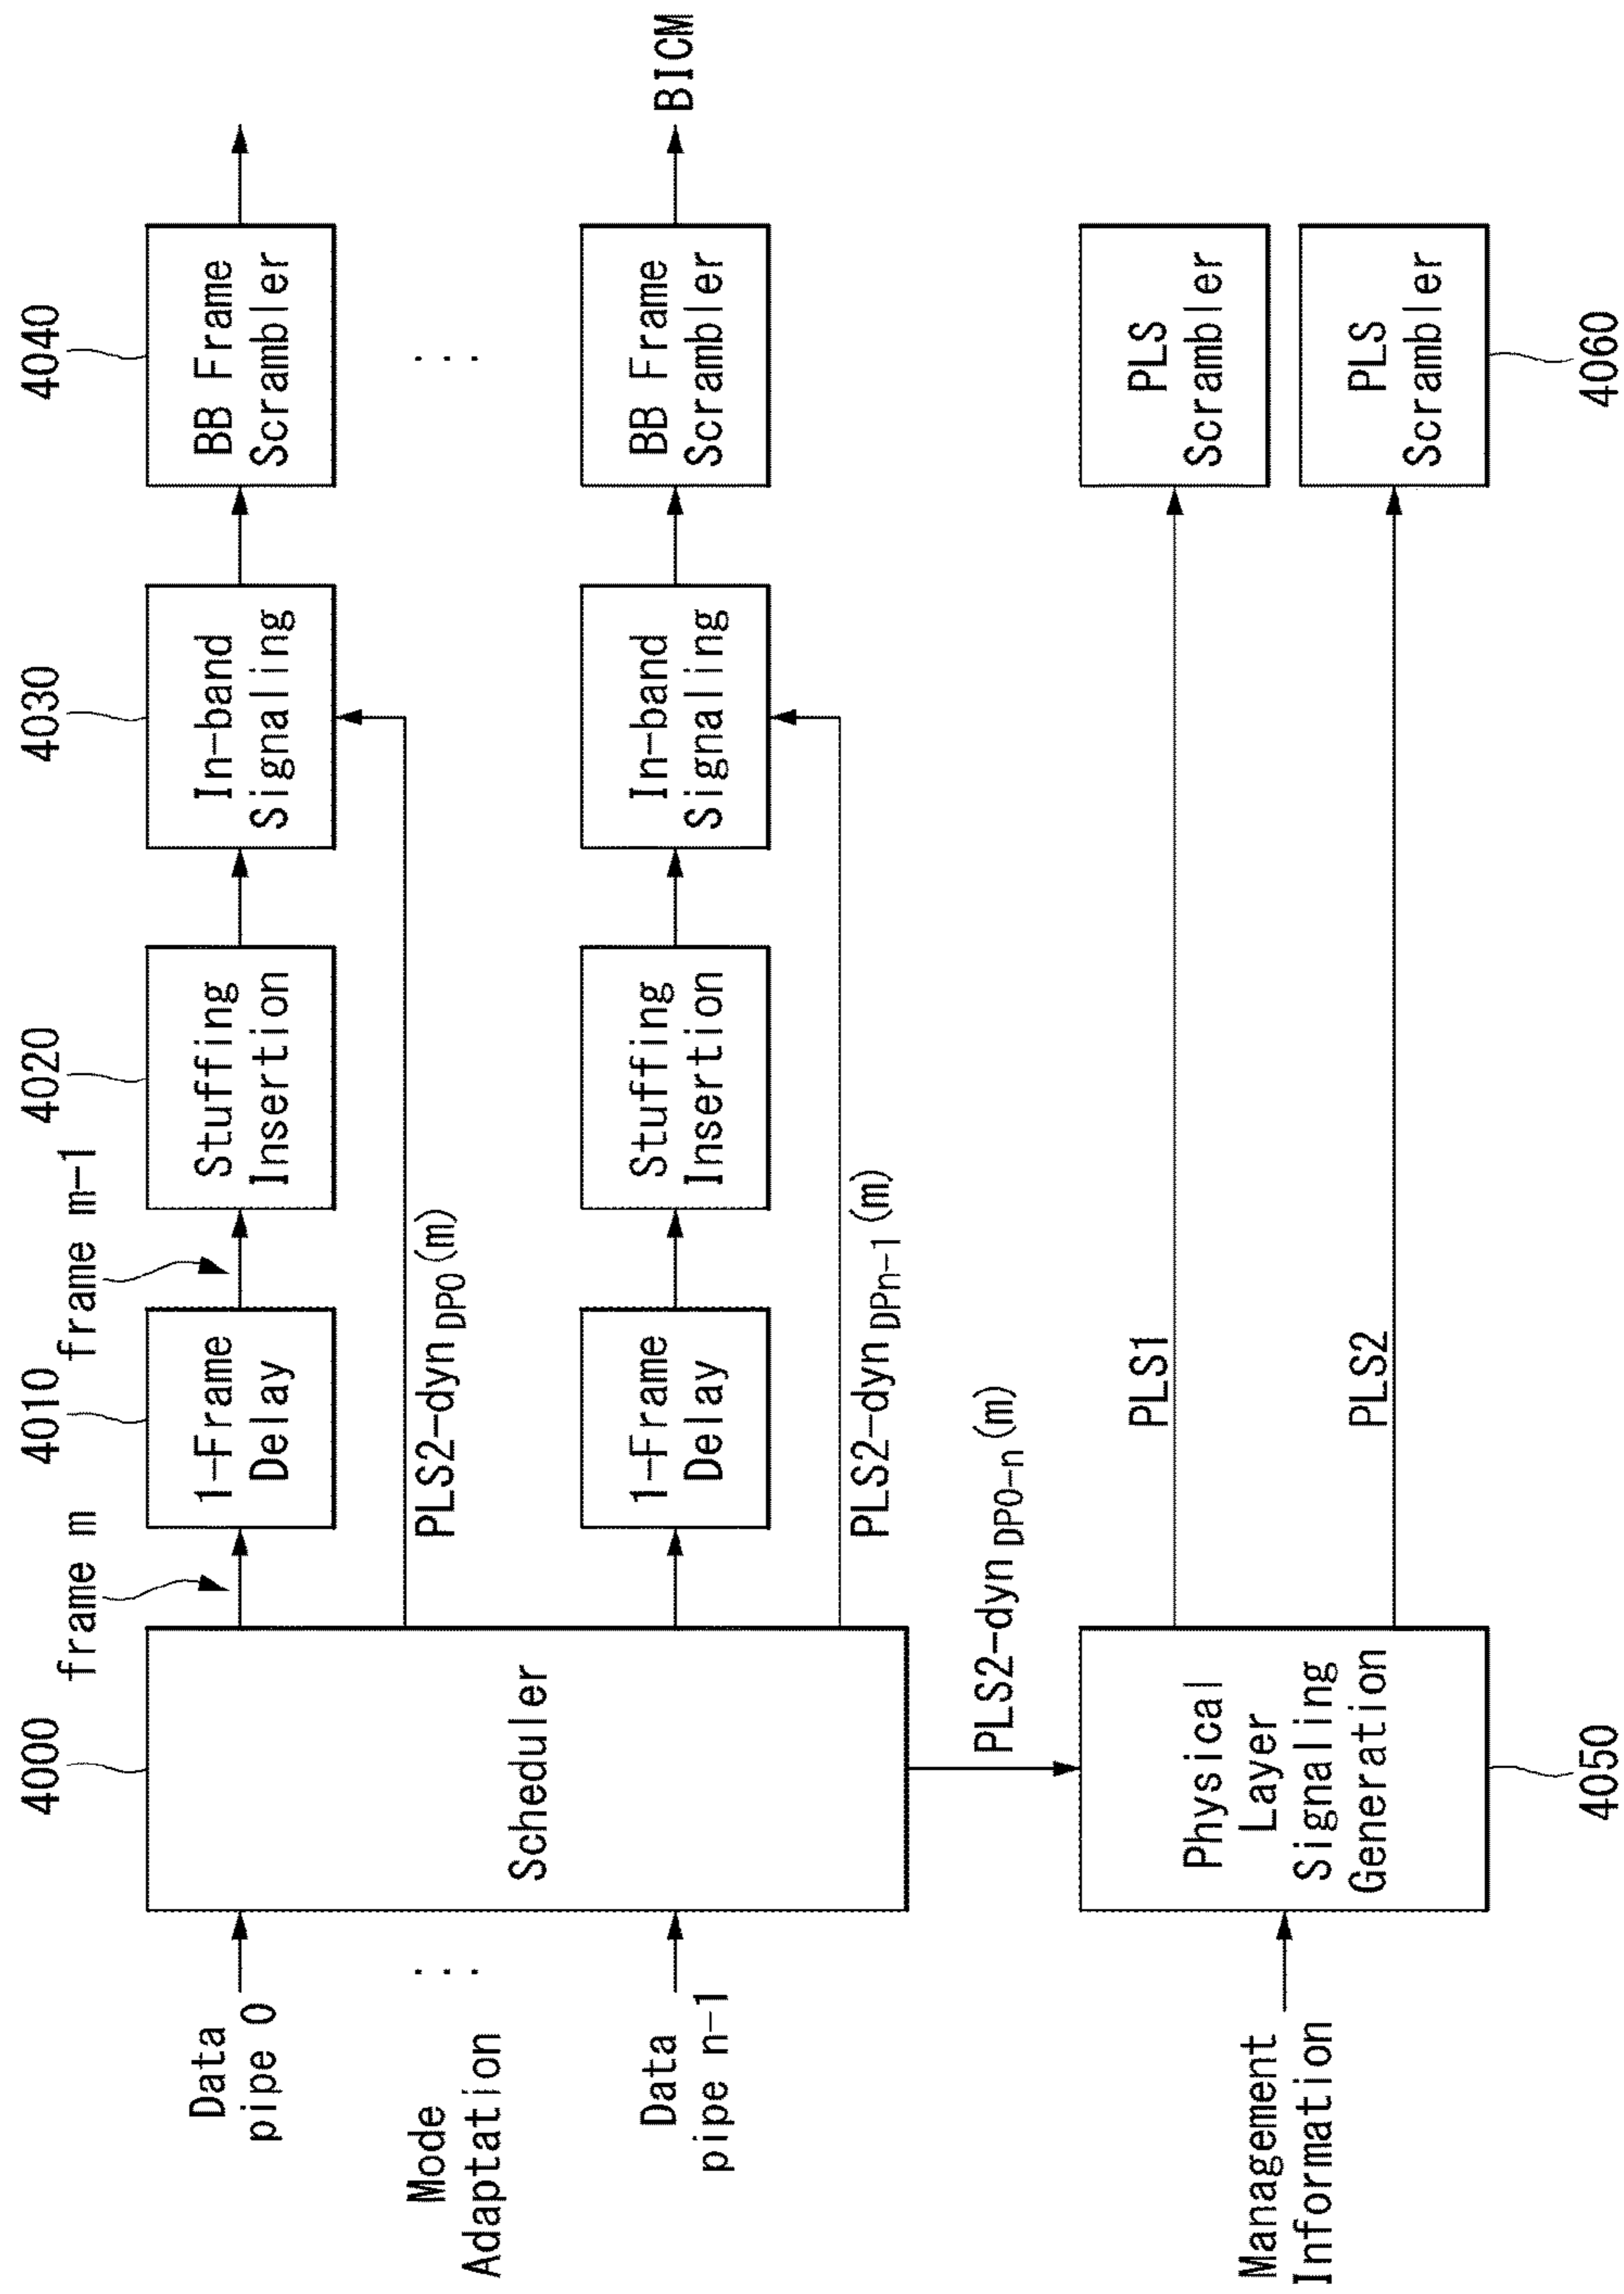 4000
4010
4020
4030
4040
frame m
frame m-1
Data
pipe 0
Mode
Adaptation
...
Data
pipe n-1
Scheduler
1-Frame
Delay
Stuffing
Insertion
In-band
Signaling
BB Frame
Scrambler
PLS2-dyn DP0 (m)
...
1-Frame
Delay
Stuffing
Insertion
In-band
Signaling
BB Frame
Scrambler
BICM
PLS2-dyn DPn-1 (m)
PLS2-dyn DP0-n (m)
Management
Information
Physical
Layer
Signaling
Generation
PLS1
PLS
Scrambler
PLS2
PLS
Scrambler
4050
4060